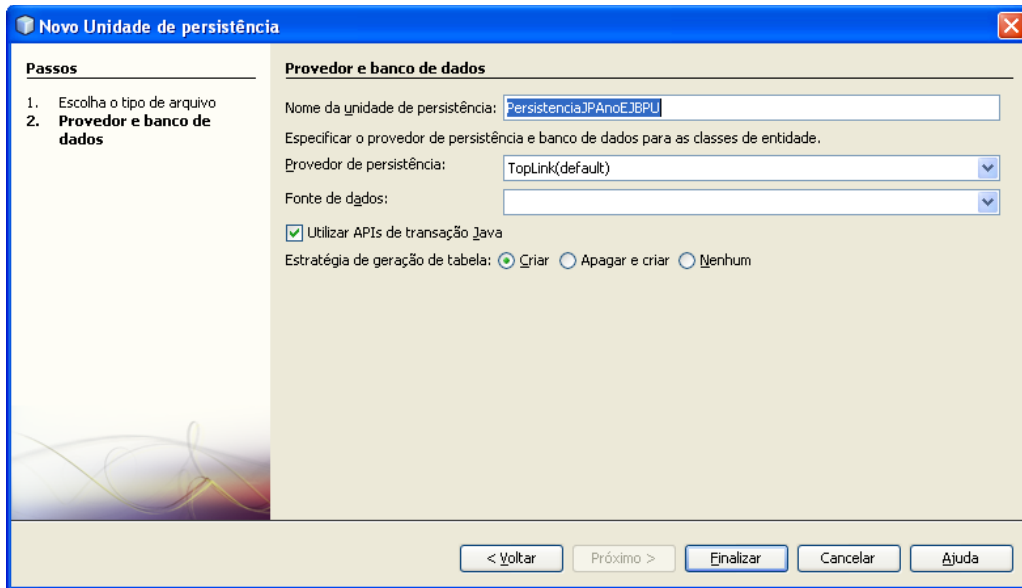 Novo Unidade de persistência
Passos
1. Escolha o tipo de arquivo
2. Provedor e banco de
dados
Provedor e banco de dados
Nome da unidade de persistência: PersistenciaJPAnoEJBPU
Especificar o provedor de persistência e banco de dados para as classes de entidade.
Provedor de persistência: TopLink(default)
Fonte de dados:
Utilizar APIs de transação Java
Estratégia de geração de tabela: Criar Apagar e criar Nenhum
< Voltar Próximo > Finalizar Cancelar Ajuda